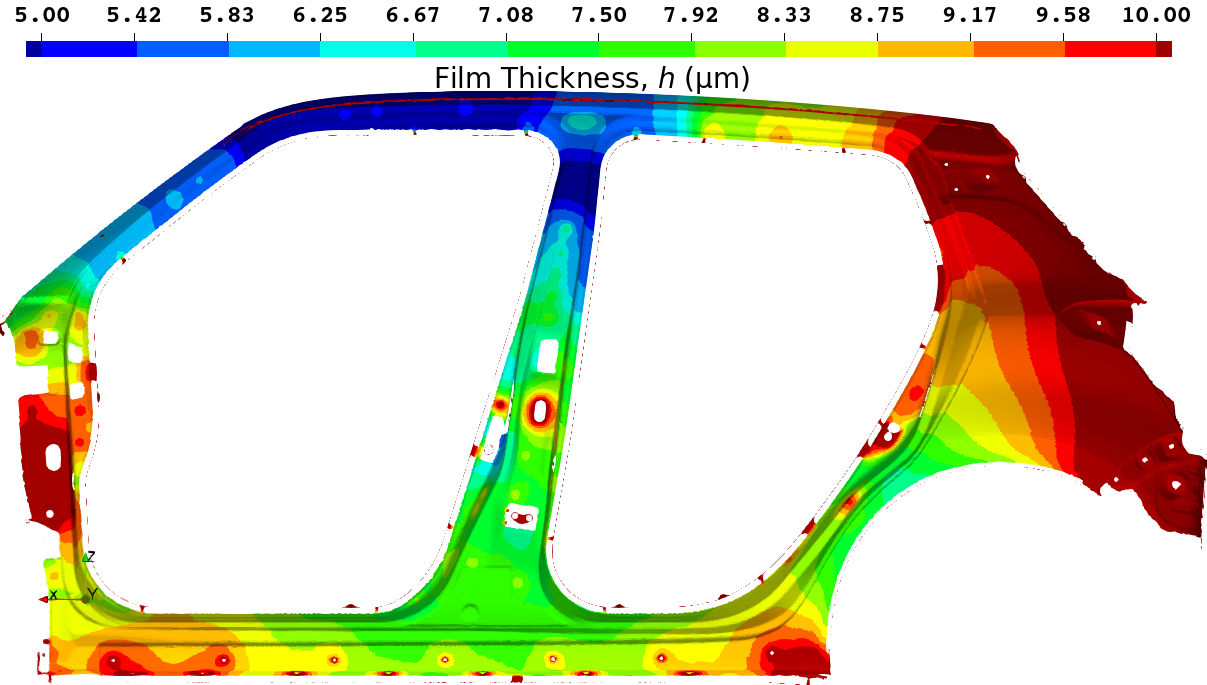 5.00 5.42 5.83 6.25 6.67 7.08 7.50 7.92 8.33 8.75 9.17 9.58 10.00
Film Thickness, h (μm)
Z
X Y